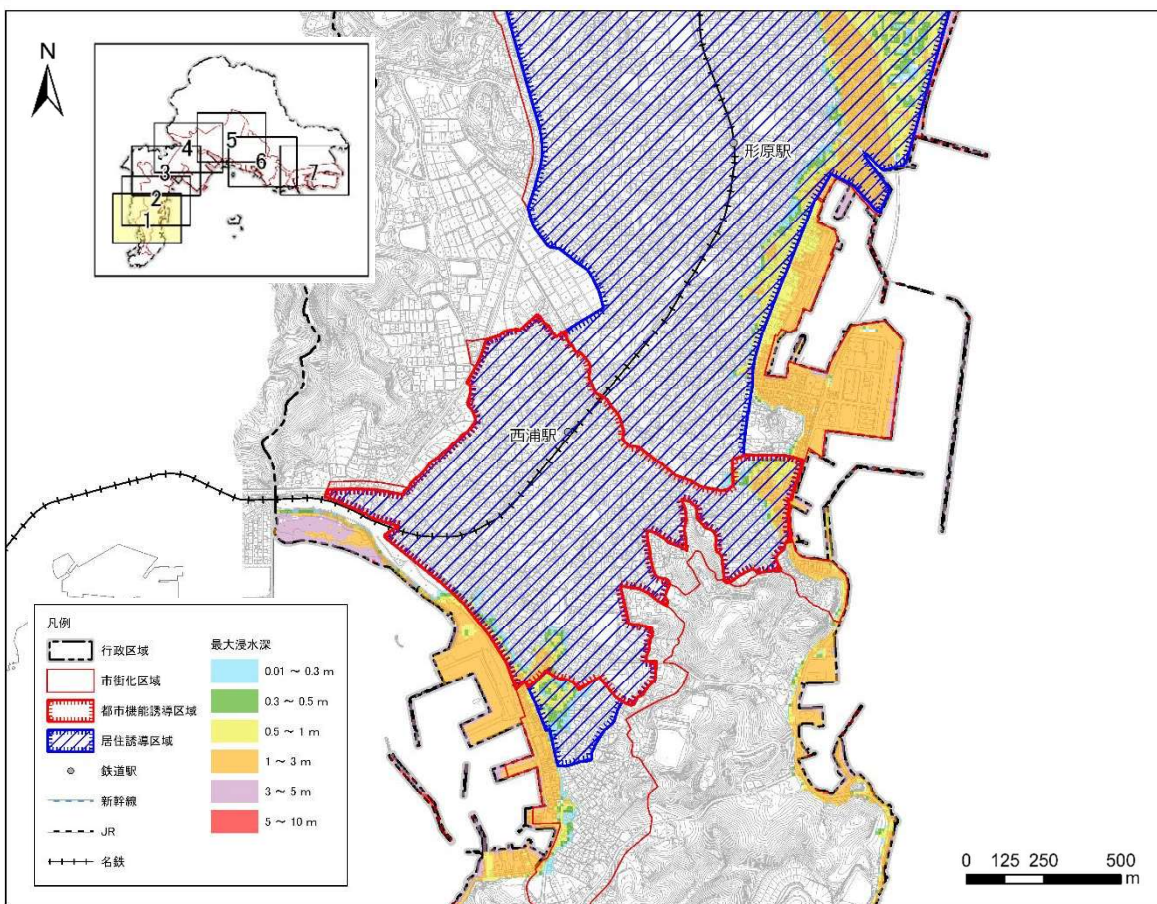 N
5
4
6
3
7
2
1
形原駅
西浦駅
凡例
行政区域
市街化区域
都市機能誘導区域
居住誘導区域
鉄道駅
新幹線
JR
名鉄
最大浸水深
0.01 ~ 0.3 m
0.3 ~ 0.5 m
0.5 ~ 1 m
1 ~ 3 m
3 ~ 5 m
5 ~ 10 m
0 125 250 500
m